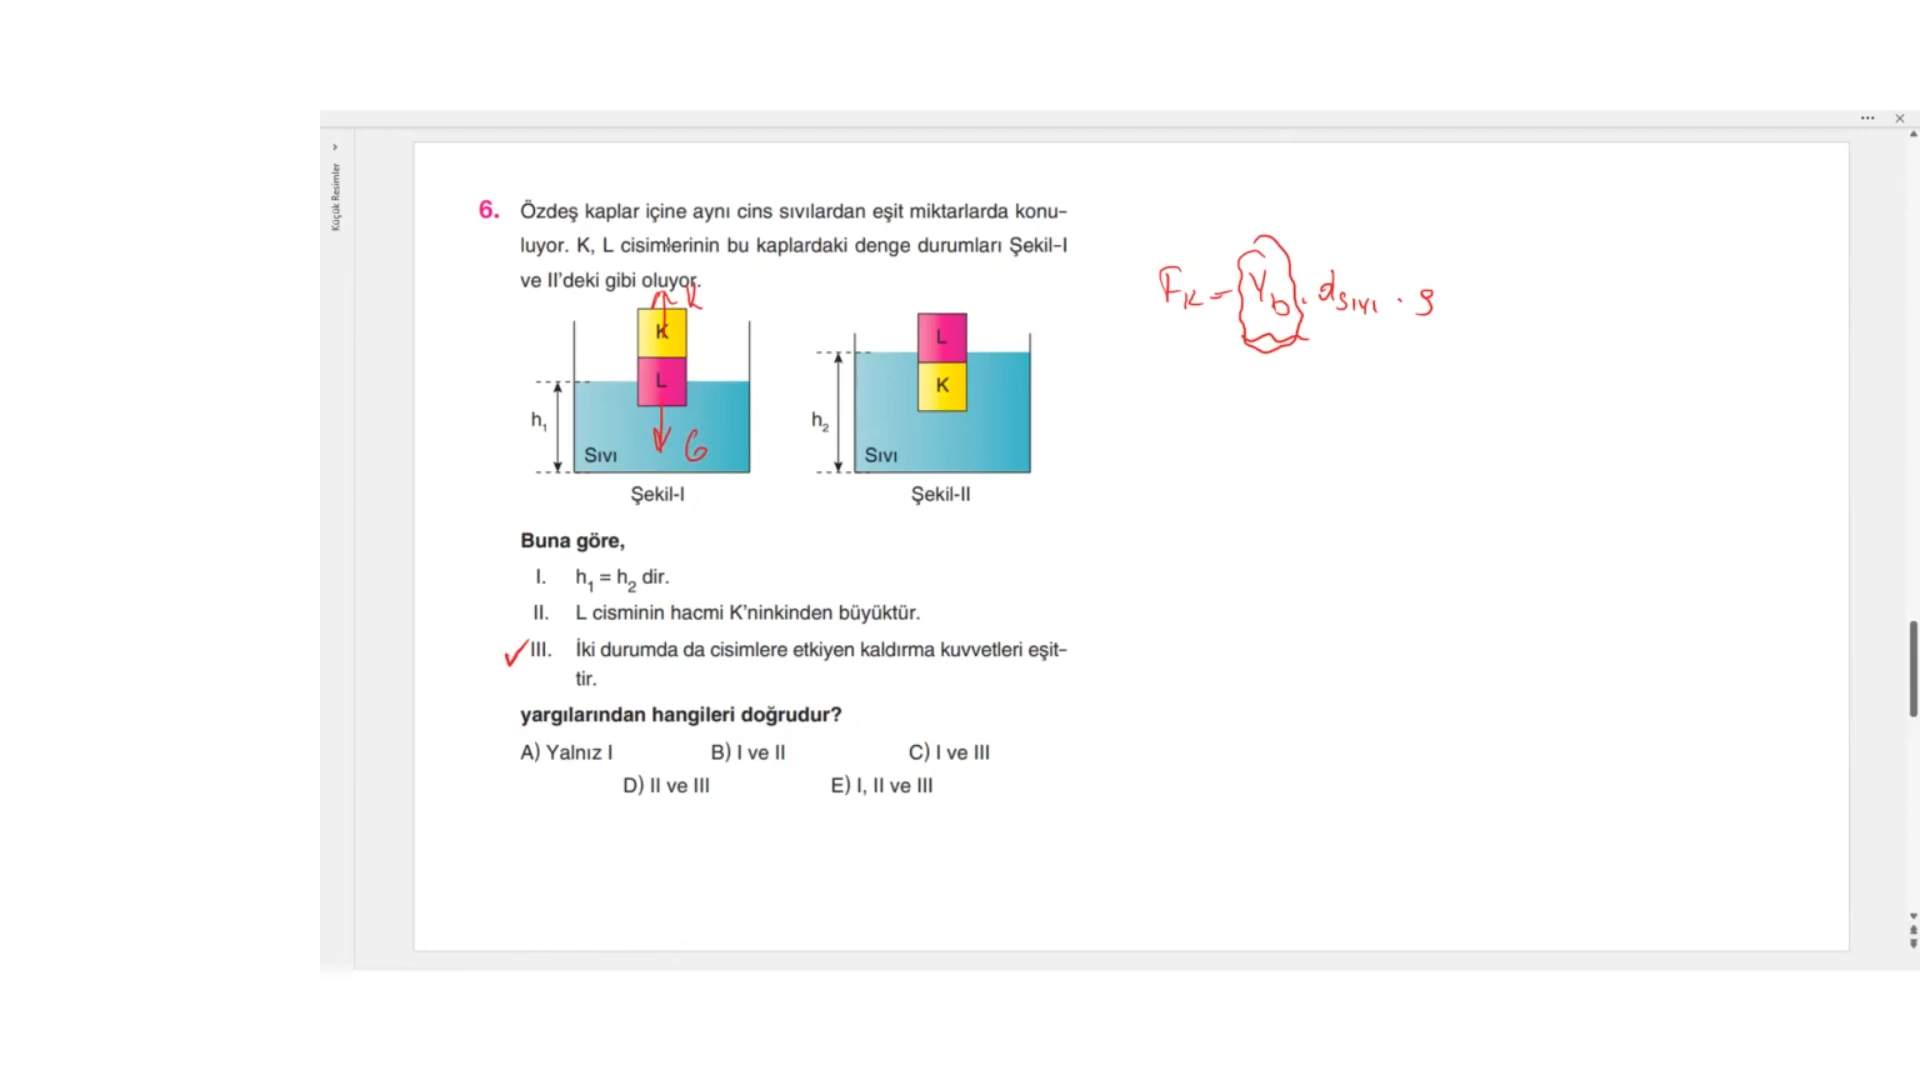 Küçük Resimler
6. Özdeş kaplar içine aynı cins sıvılardan eşit miktarlarda konu-
luyor. K, L cisimlerinin bu kaplardaki denge durumları Şekil-I
ve II'deki gibi oluyor.
K
K
L
h₁
G
Sıvı
Şekil-I
L
K
h₂
Sıvı
Şekil-II
Fₖ = V_b . dsıvı . g
Buna göre,
I. h₁ = h₂ dir.
II. L cisminin hacmi K'ninkinden büyüktür.
✓ III. İki durumda da cisimlere etkiyen kaldırma kuvvetleri eşit-
tir.
yargılarından hangileri doğrudur?
A) Yalnız I B) I ve II C) I ve III
D) II ve III E) I, II ve III